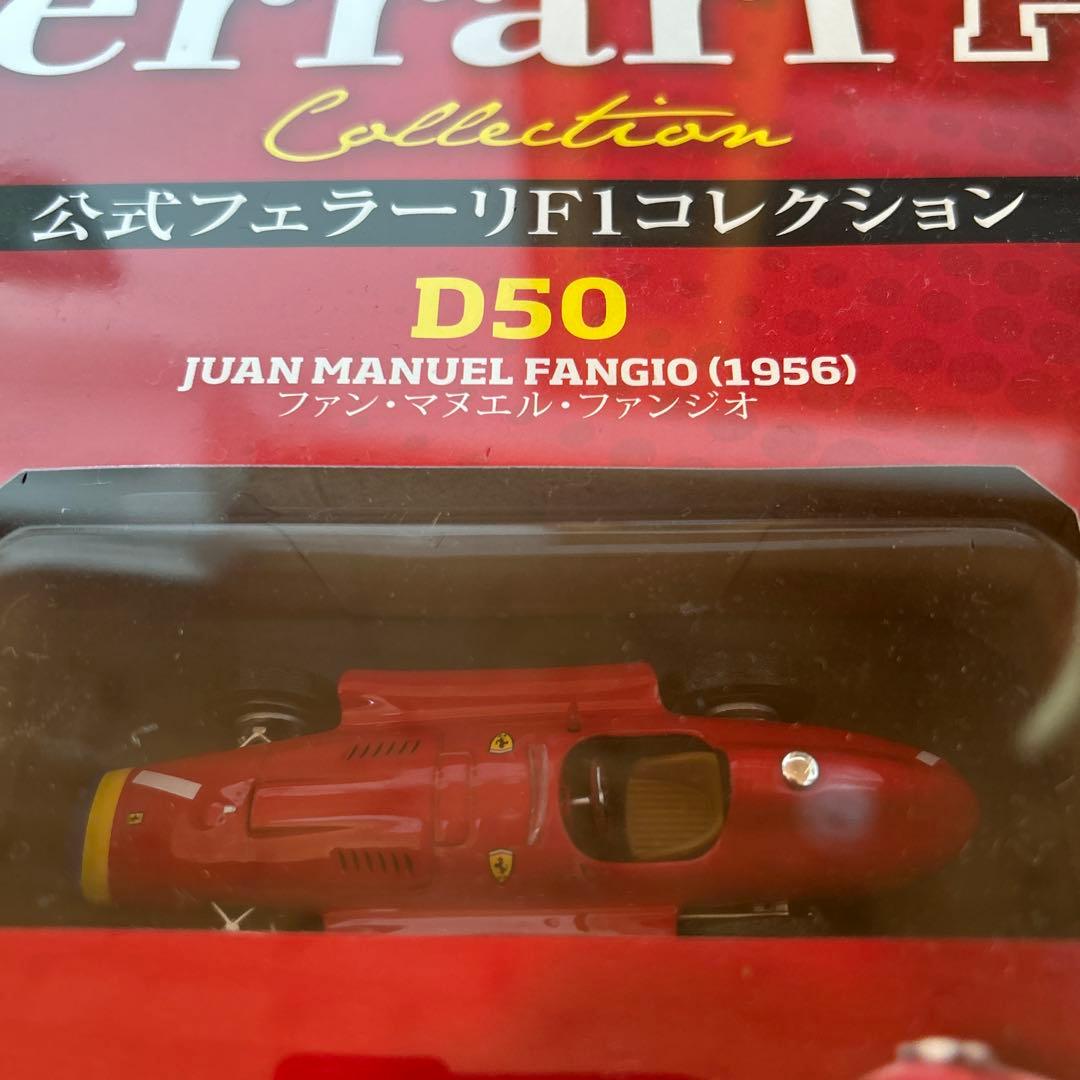 Ferrari F
Collection
公式フェラーリF1コレクション
D50
JUAN MANUEL FANGIO (1956)
ファン・マヌエル・ファンジオ